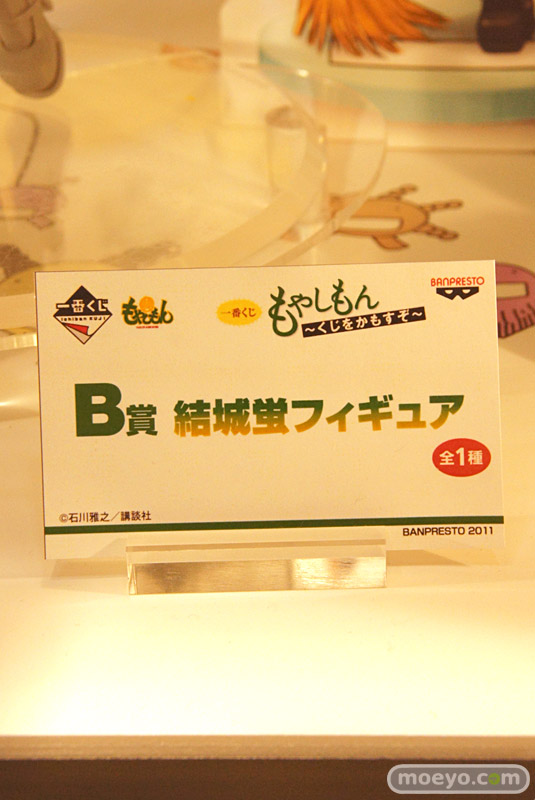 一番くじ
ICHIBAN KUJI
もやしもん
一番くじ
もやしもん
～くじをかもすぞ～
BANPRESTO
B賞 結城蛍フィギュア
全1種
©石川雅之／講談社
BANPRESTO 2011
moeyo.com